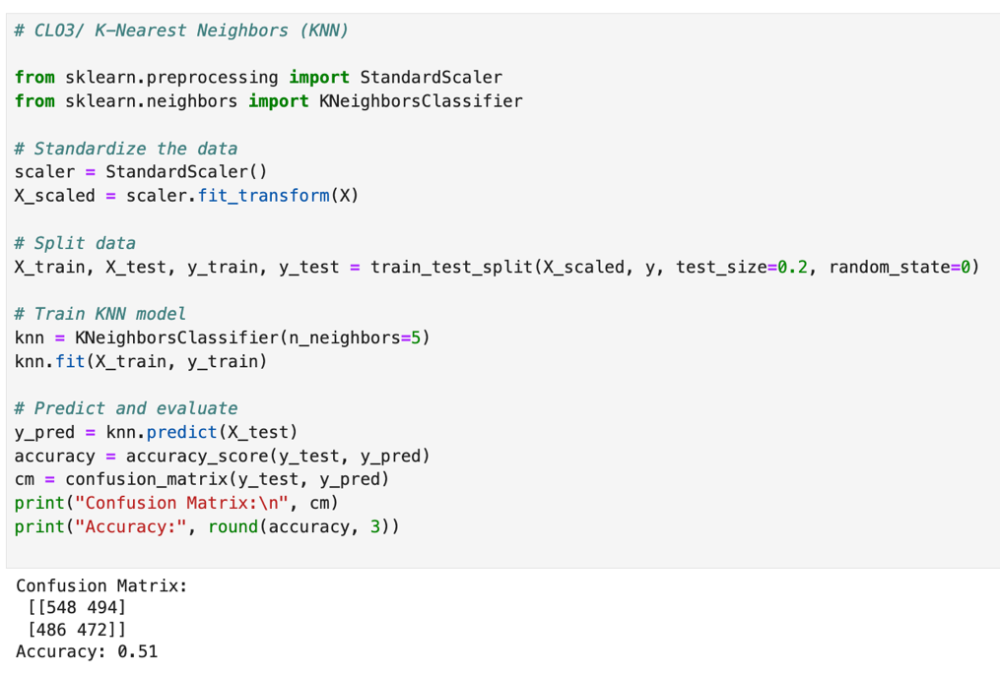 # CLO3/ K-Nearest Neighbors (KNN)
from sklearn.preprocessing import StandardScaler
from sklearn.neighbors import KNeighborsClassifier
# Standardize the data
scaler = StandardScaler()
X_scaled = scaler.fit_transform(X)
# Split data
X_train, X_test, y_train, y_test = train_test_split(X_scaled, y, test_size=0.2, random_state=0)
# Train KNN model
knn = KNeighborsClassifier(n_neighbors=5)
knn.fit(X_train, y_train)
# Predict and evaluate
y_pred = knn.predict(X_test)
accuracy = accuracy_score(y_test, y_pred)
cm = confusion_matrix(y_test, y_pred)
print("Confusion Matrix:\n", cm)
print("Accuracy:", round(accuracy, 3))
Confusion Matrix:
[[548 494]
[486 472]]
Accuracy: 0.51